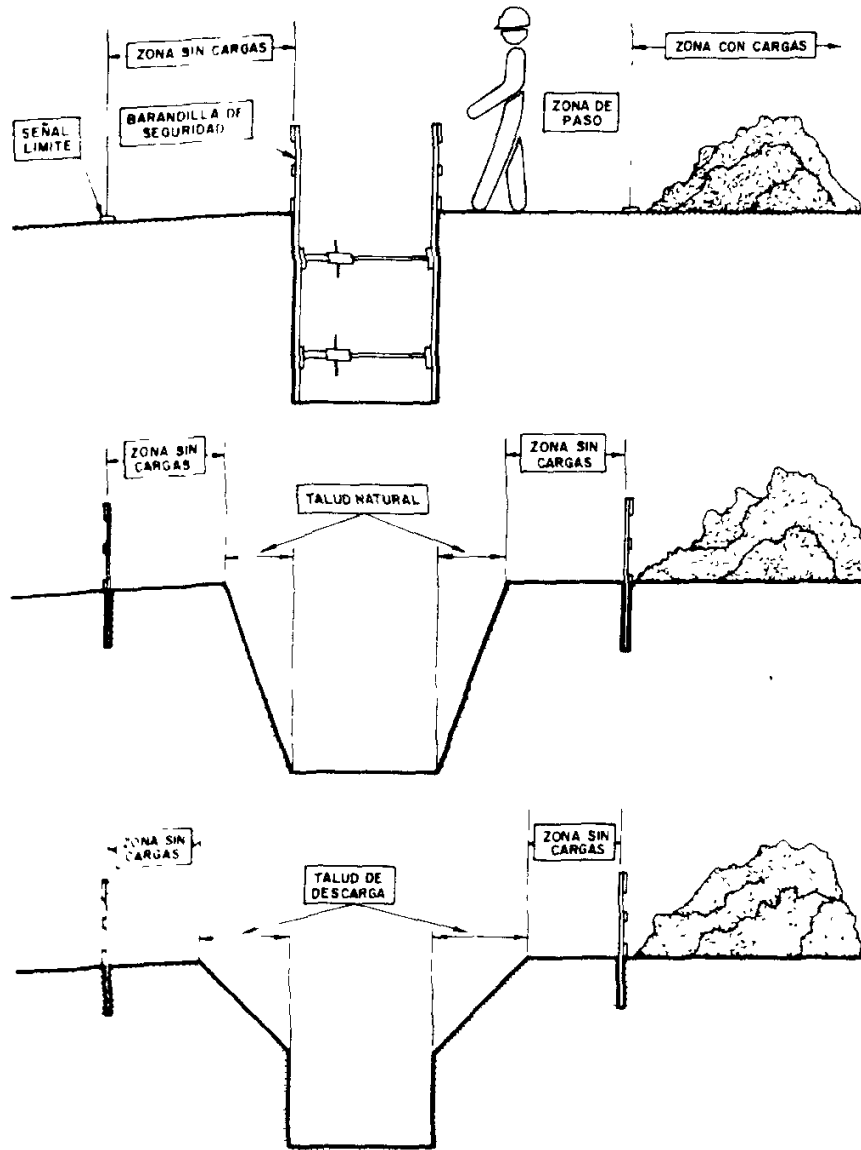 ZONA SIN CARGAS
ZONA CON CARGAS
BARANDILLA DE
SEGURIDAD
ZONA DE
PASO
SEÑAL
LIMITE
ZONA SIN
CARGAS
ZONA SIN
CARGAS
TALUD NATURAL
ZONA SIN
CARGAS
ZONA SIN
CARGAS
TALUD DE
DESCARGA